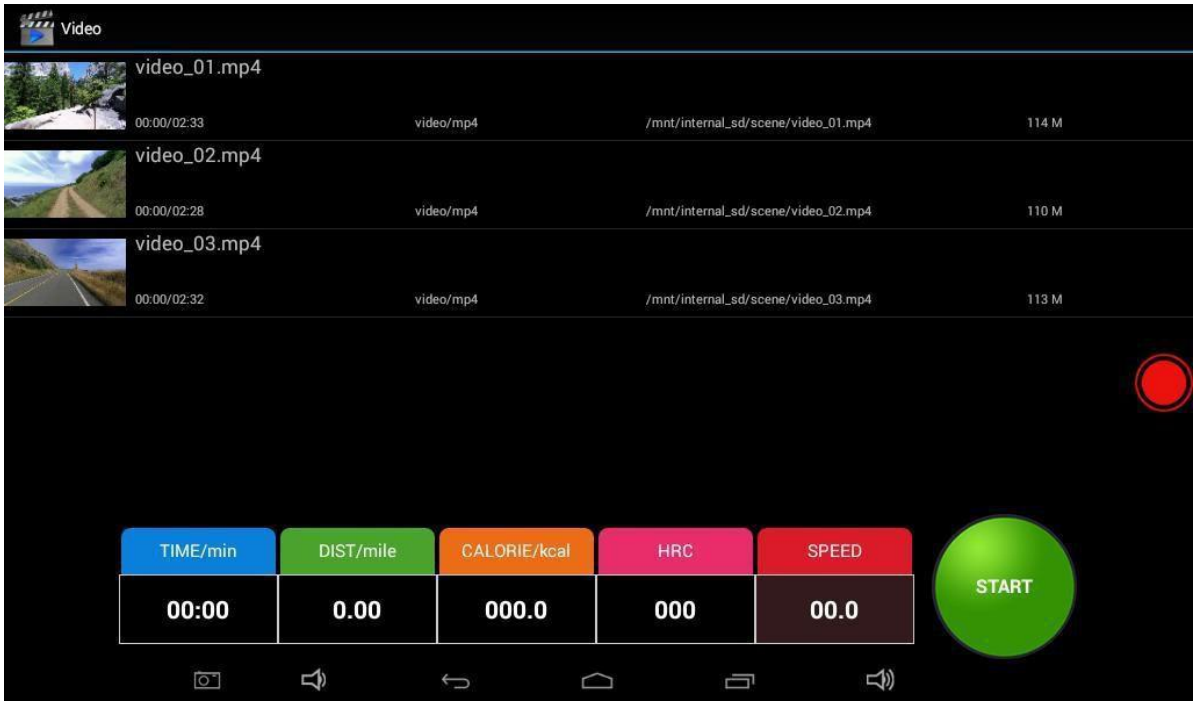 Video
video_01.mp4
00:00/02:33 video/mp4 /mnt/internal_sd/scene/video_01.mp4 114 M
video_02.mp4
00:00/02:28 video/mp4 /mnt/internal_sd/scene/video_02.mp4 110 M
video_03.mp4
00:00/02:32 video/mp4 /mnt/internal_sd/scene/video_03.mp4 113 M
TIME/min DIST/mile CALORIE/kcal HRC SPEED
START
00:00 0.00 000.0 000 00.0